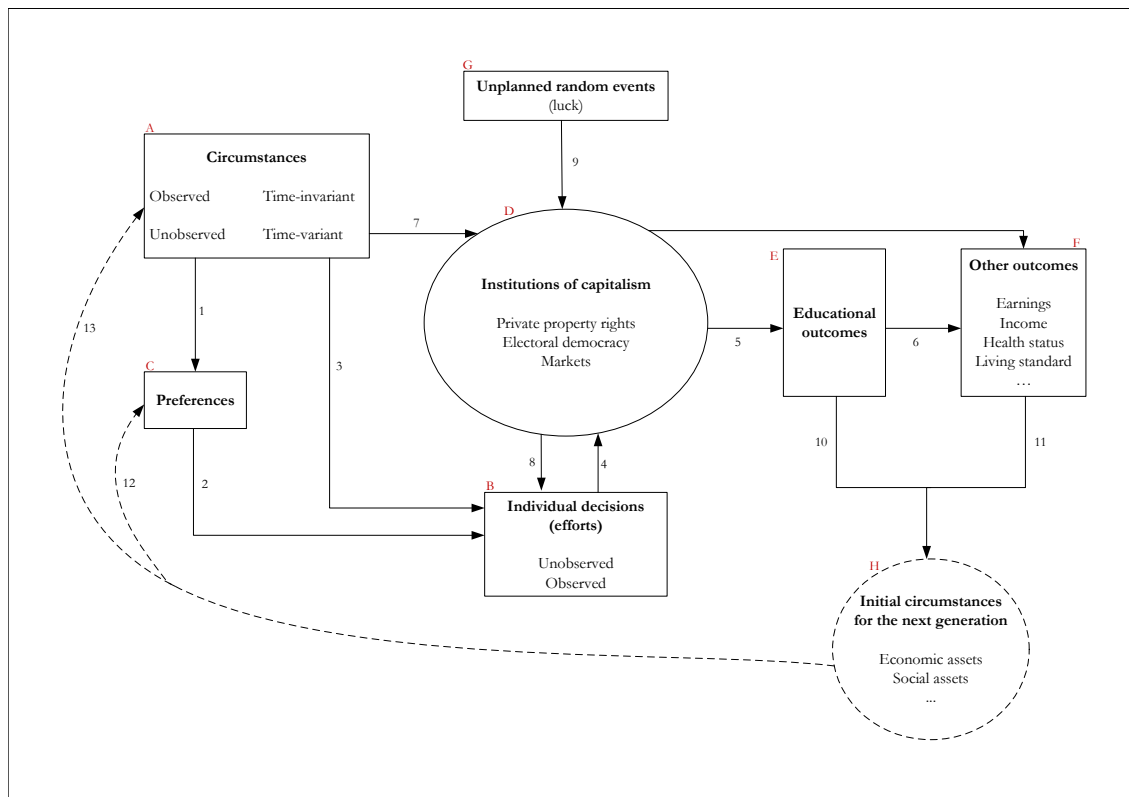 G
Unplanned random events
(luck)
A
Circumstances
Observed Time-invariant
Unobserved Time-variant
9
7
D
Institutions of capitalism
Private property rights
Electoral democracy
Markets
E
Educational
outcomes
F
Other outcomes
Earnings
Income
Health status
Living standard
…
5
6
1
13
3
C
Preferences
12
2
8
4
B
Individual decisions
(efforts)
Unobserved
Observed
10
11
H
Initial circumstances
for the next generation
Economic assets
Social assets
...